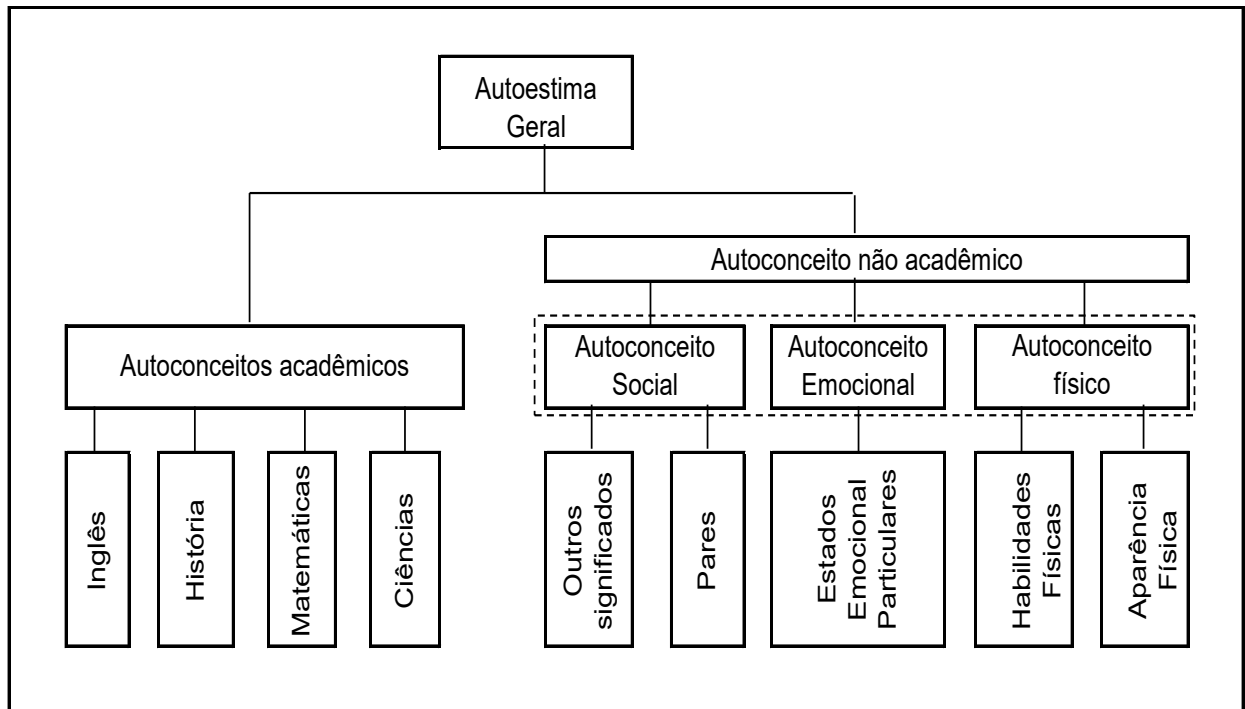 Autoestima
Geral
Autoconceito não acadêmico
Autoconceitos acadêmicos
Autoconceito
Social
Autoconceito
Emocional
Autoconceito
físico
Inglês
História
Matemáticas
Ciências
Outros
significados
Pares
Estados
Emocional
Particulares
Habilidades
Físicas
Aparência
Física